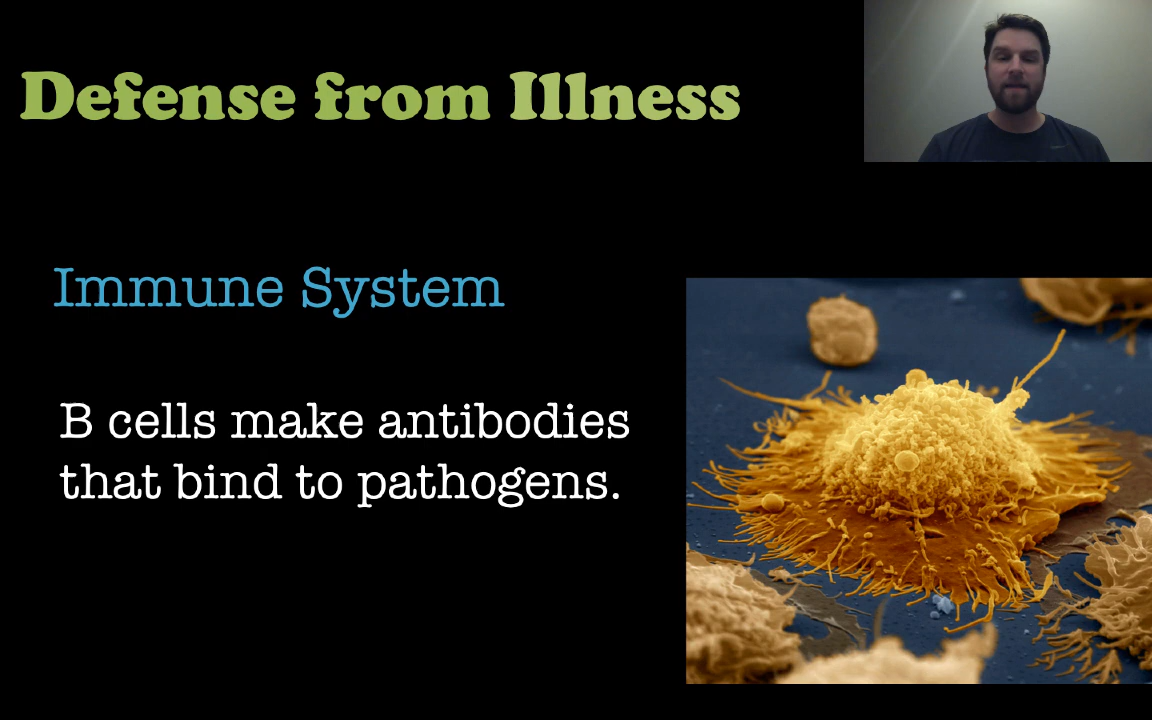 Defense from Illness
Immune System
B cells make antibodies
that bind to pathogens.